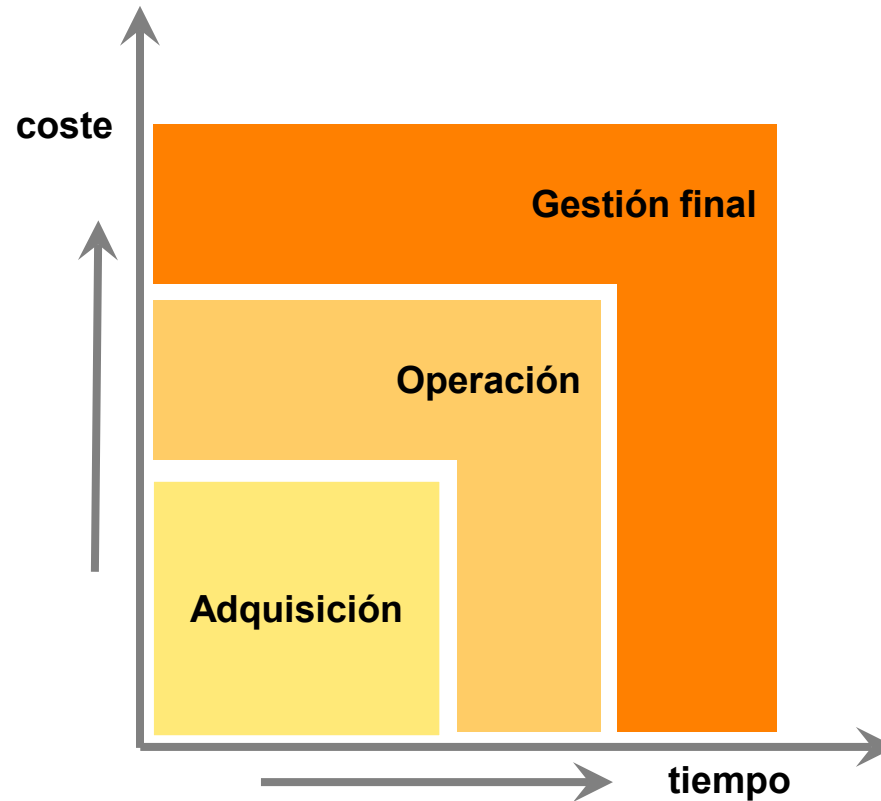 coste
Gestión final
Operación
Adquisición
tiempo